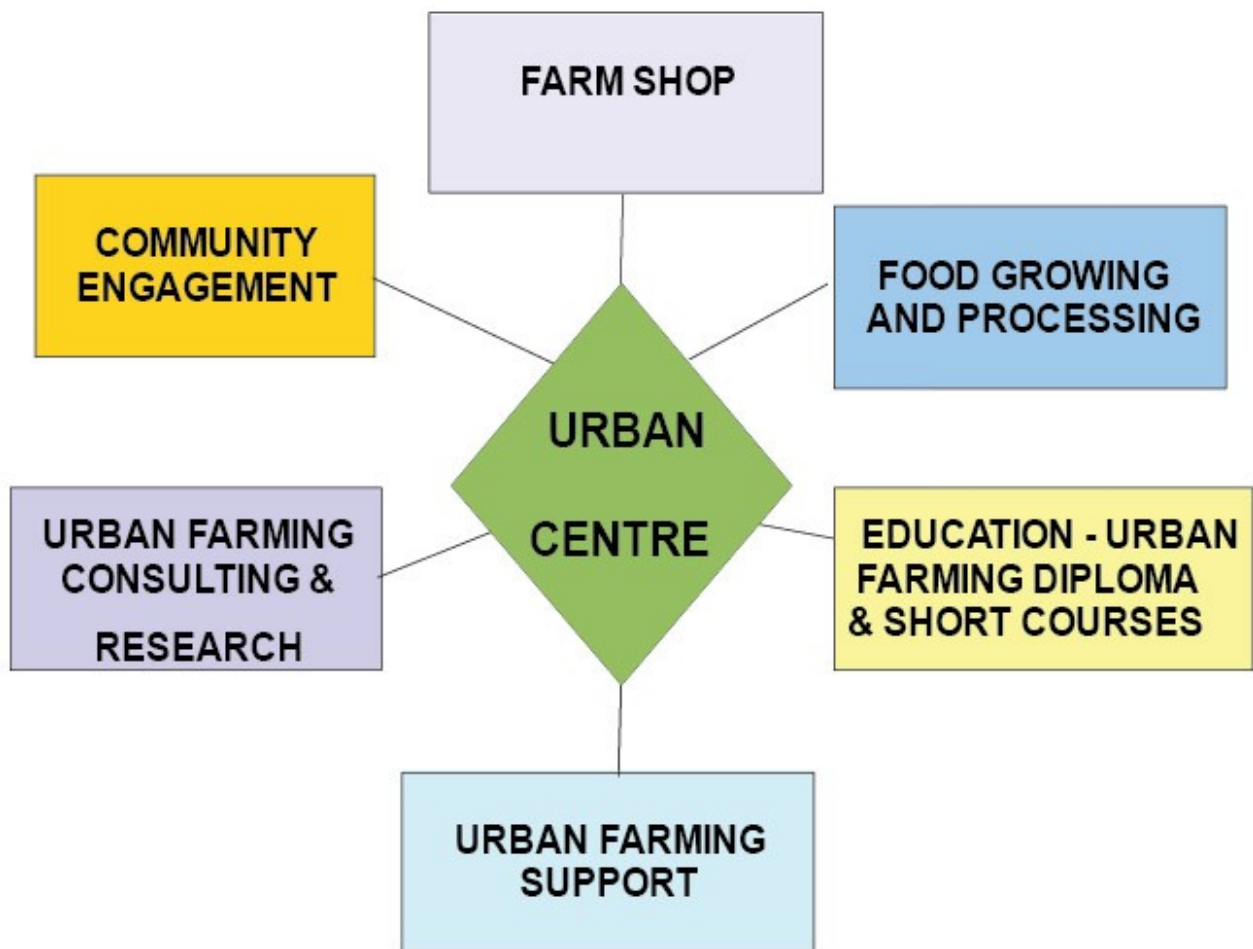 FARM SHOP
COMMUNITY
ENGAGEMENT
FOOD GROWING
AND PROCESSING
URBAN
CENTRE
URBAN FARMING
CONSULTING &
RESEARCH
EDUCATION - URBAN
FARMING DIPLOMA
& SHORT COURSES
URBAN FARMING
SUPPORT